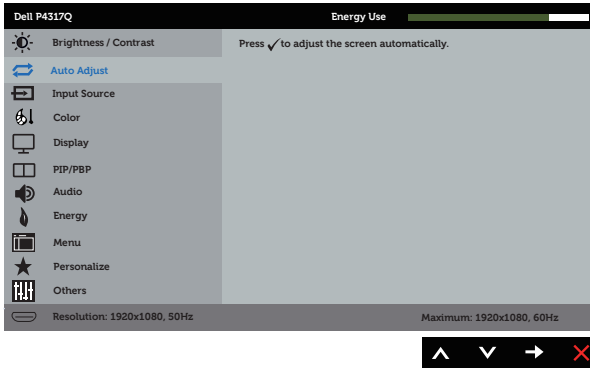 Dell P4317Q Energy Use
Brightness / Contrast Press ✓ to adjust the screen automatically.
Auto Adjust
Input Source
Color
Display
PIP/PBP
Audio
Energy
Menu
Personalize
Others
Resolution: 1920x1080, 50Hz Maximum: 1920x1080, 60Hz